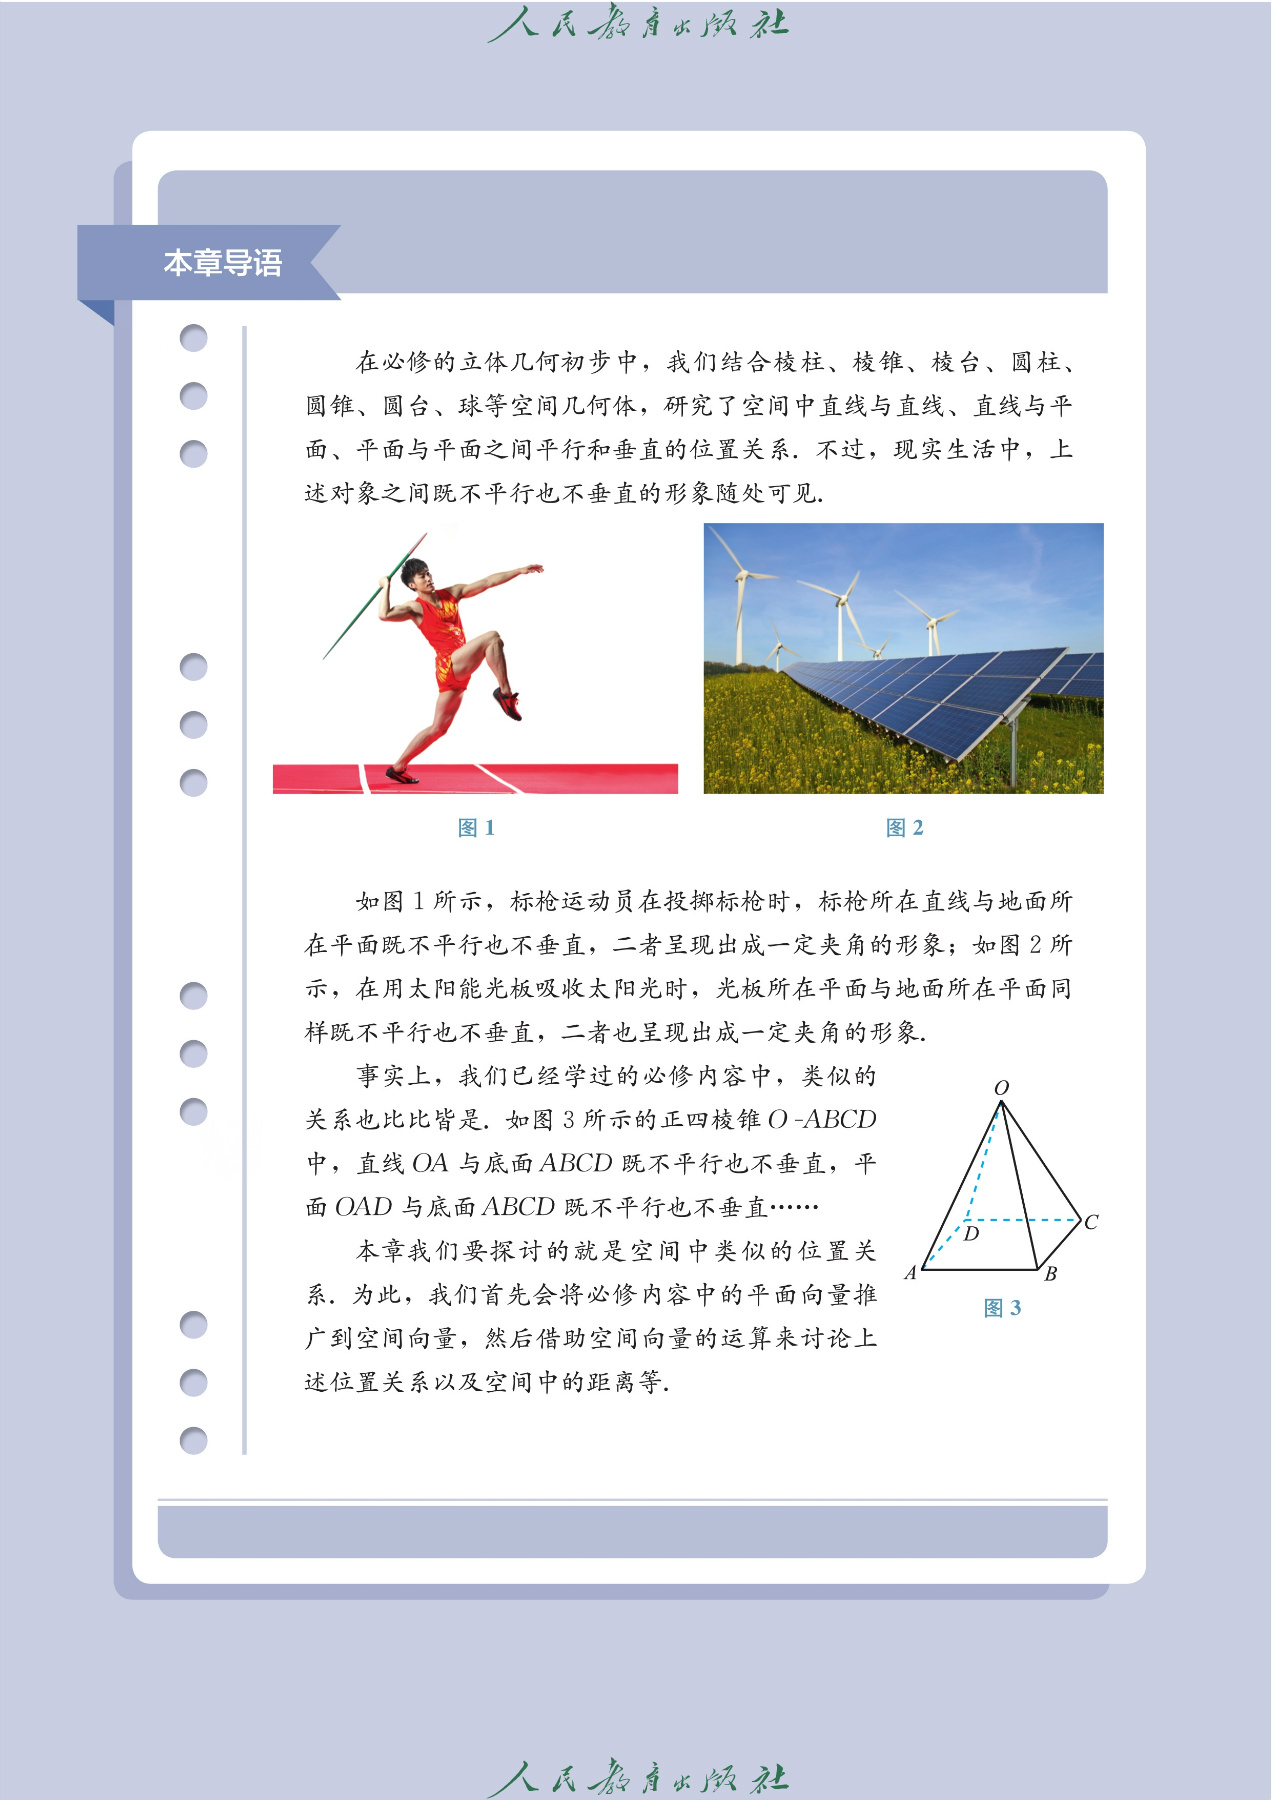 人民教育出版社
本章导语
在必修的立体几何初步中，我们结合棱柱、棱锥、棱台、圆柱、
圆锥、圆台、球等空间几何体，研究了空间中直线与直线、直线与平
面、平面与平面之间平行和垂直的位置关系．不过，现实生活中，上
述对象之间既不平行也不垂直的形象随处可见．
图 1
图 2
如图 1 所示，标枪运动员在投掷标枪时，标枪所在直线与地面所
在平面既不平行也不垂直，二者呈现出成一定夹角的形象；如图 2 所
示，在用太阳能光板吸收太阳光时，光板所在平面与地面所在平面同
样既不平行也不垂直，二者也呈现出成一定夹角的形象．
事实上，我们已经学过的必修内容中，类似的
关系也比比皆是．如图 3 所示的正四棱锥 O-ABCD
中，直线 OA 与底面 ABCD 既不平行也不垂直，平
面 OAD 与底面 ABCD 既不平行也不垂直……
本章我们要探讨的就是空间中类似的位置关
系．为此，我们首先会将必修内容中的平面向量推
广到空间向量，然后借助空间向量的运算来讨论上
述位置关系以及空间中的距离等．
O
D
C
A
B
图 3
人民教育出版社